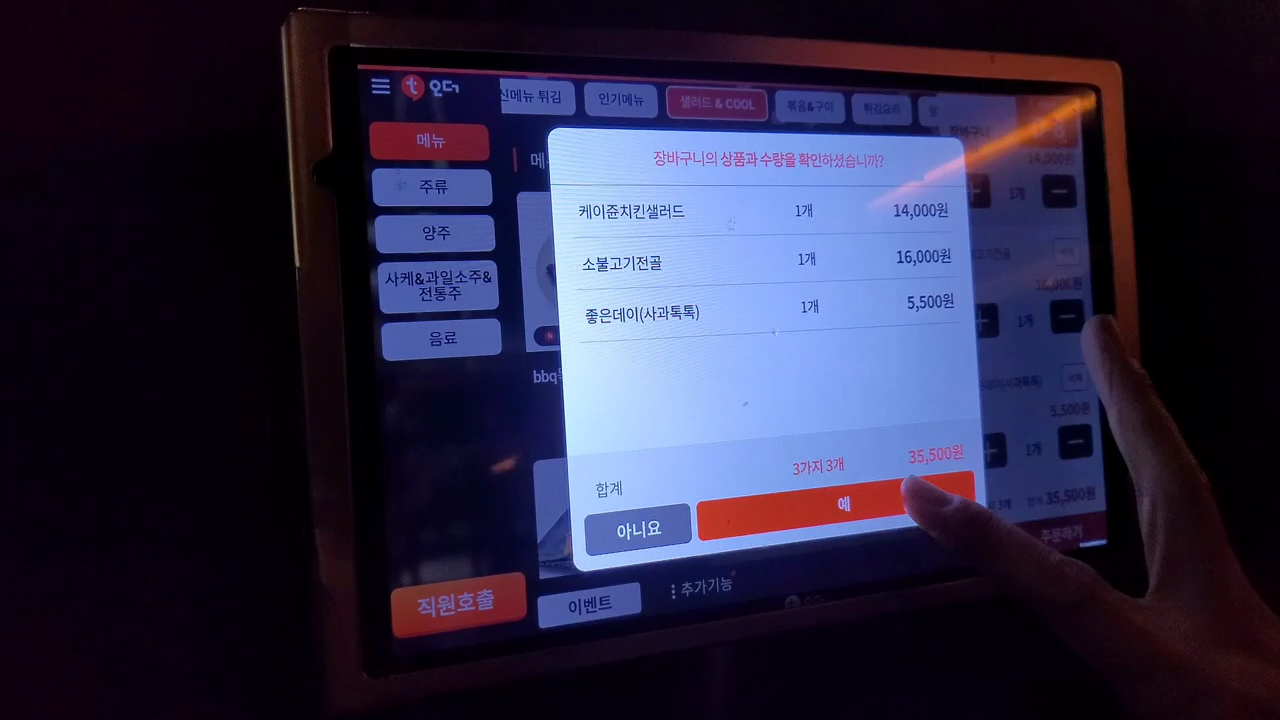 t오더
신메뉴 튀김
인기메뉴
샐러드 & COOL
볶음&구이
튀김요리
메뉴
주류
양주
사케&과일소주&
전통주
음료
직원호출
장바구니의 상품과 수량을 확인하셨습니까?
케이준치킨샐러드 1개 14,000원
소불고기전골 1개 16,000원
좋은데이(사과톡톡) 1개 5,500원
합계 3가지 3개 35,500원
아니요
예
bbq
이벤트
추가기능
장바구니
14,000원
1개
16,000원
1개
5,500원
1개
35,500원
주문하기